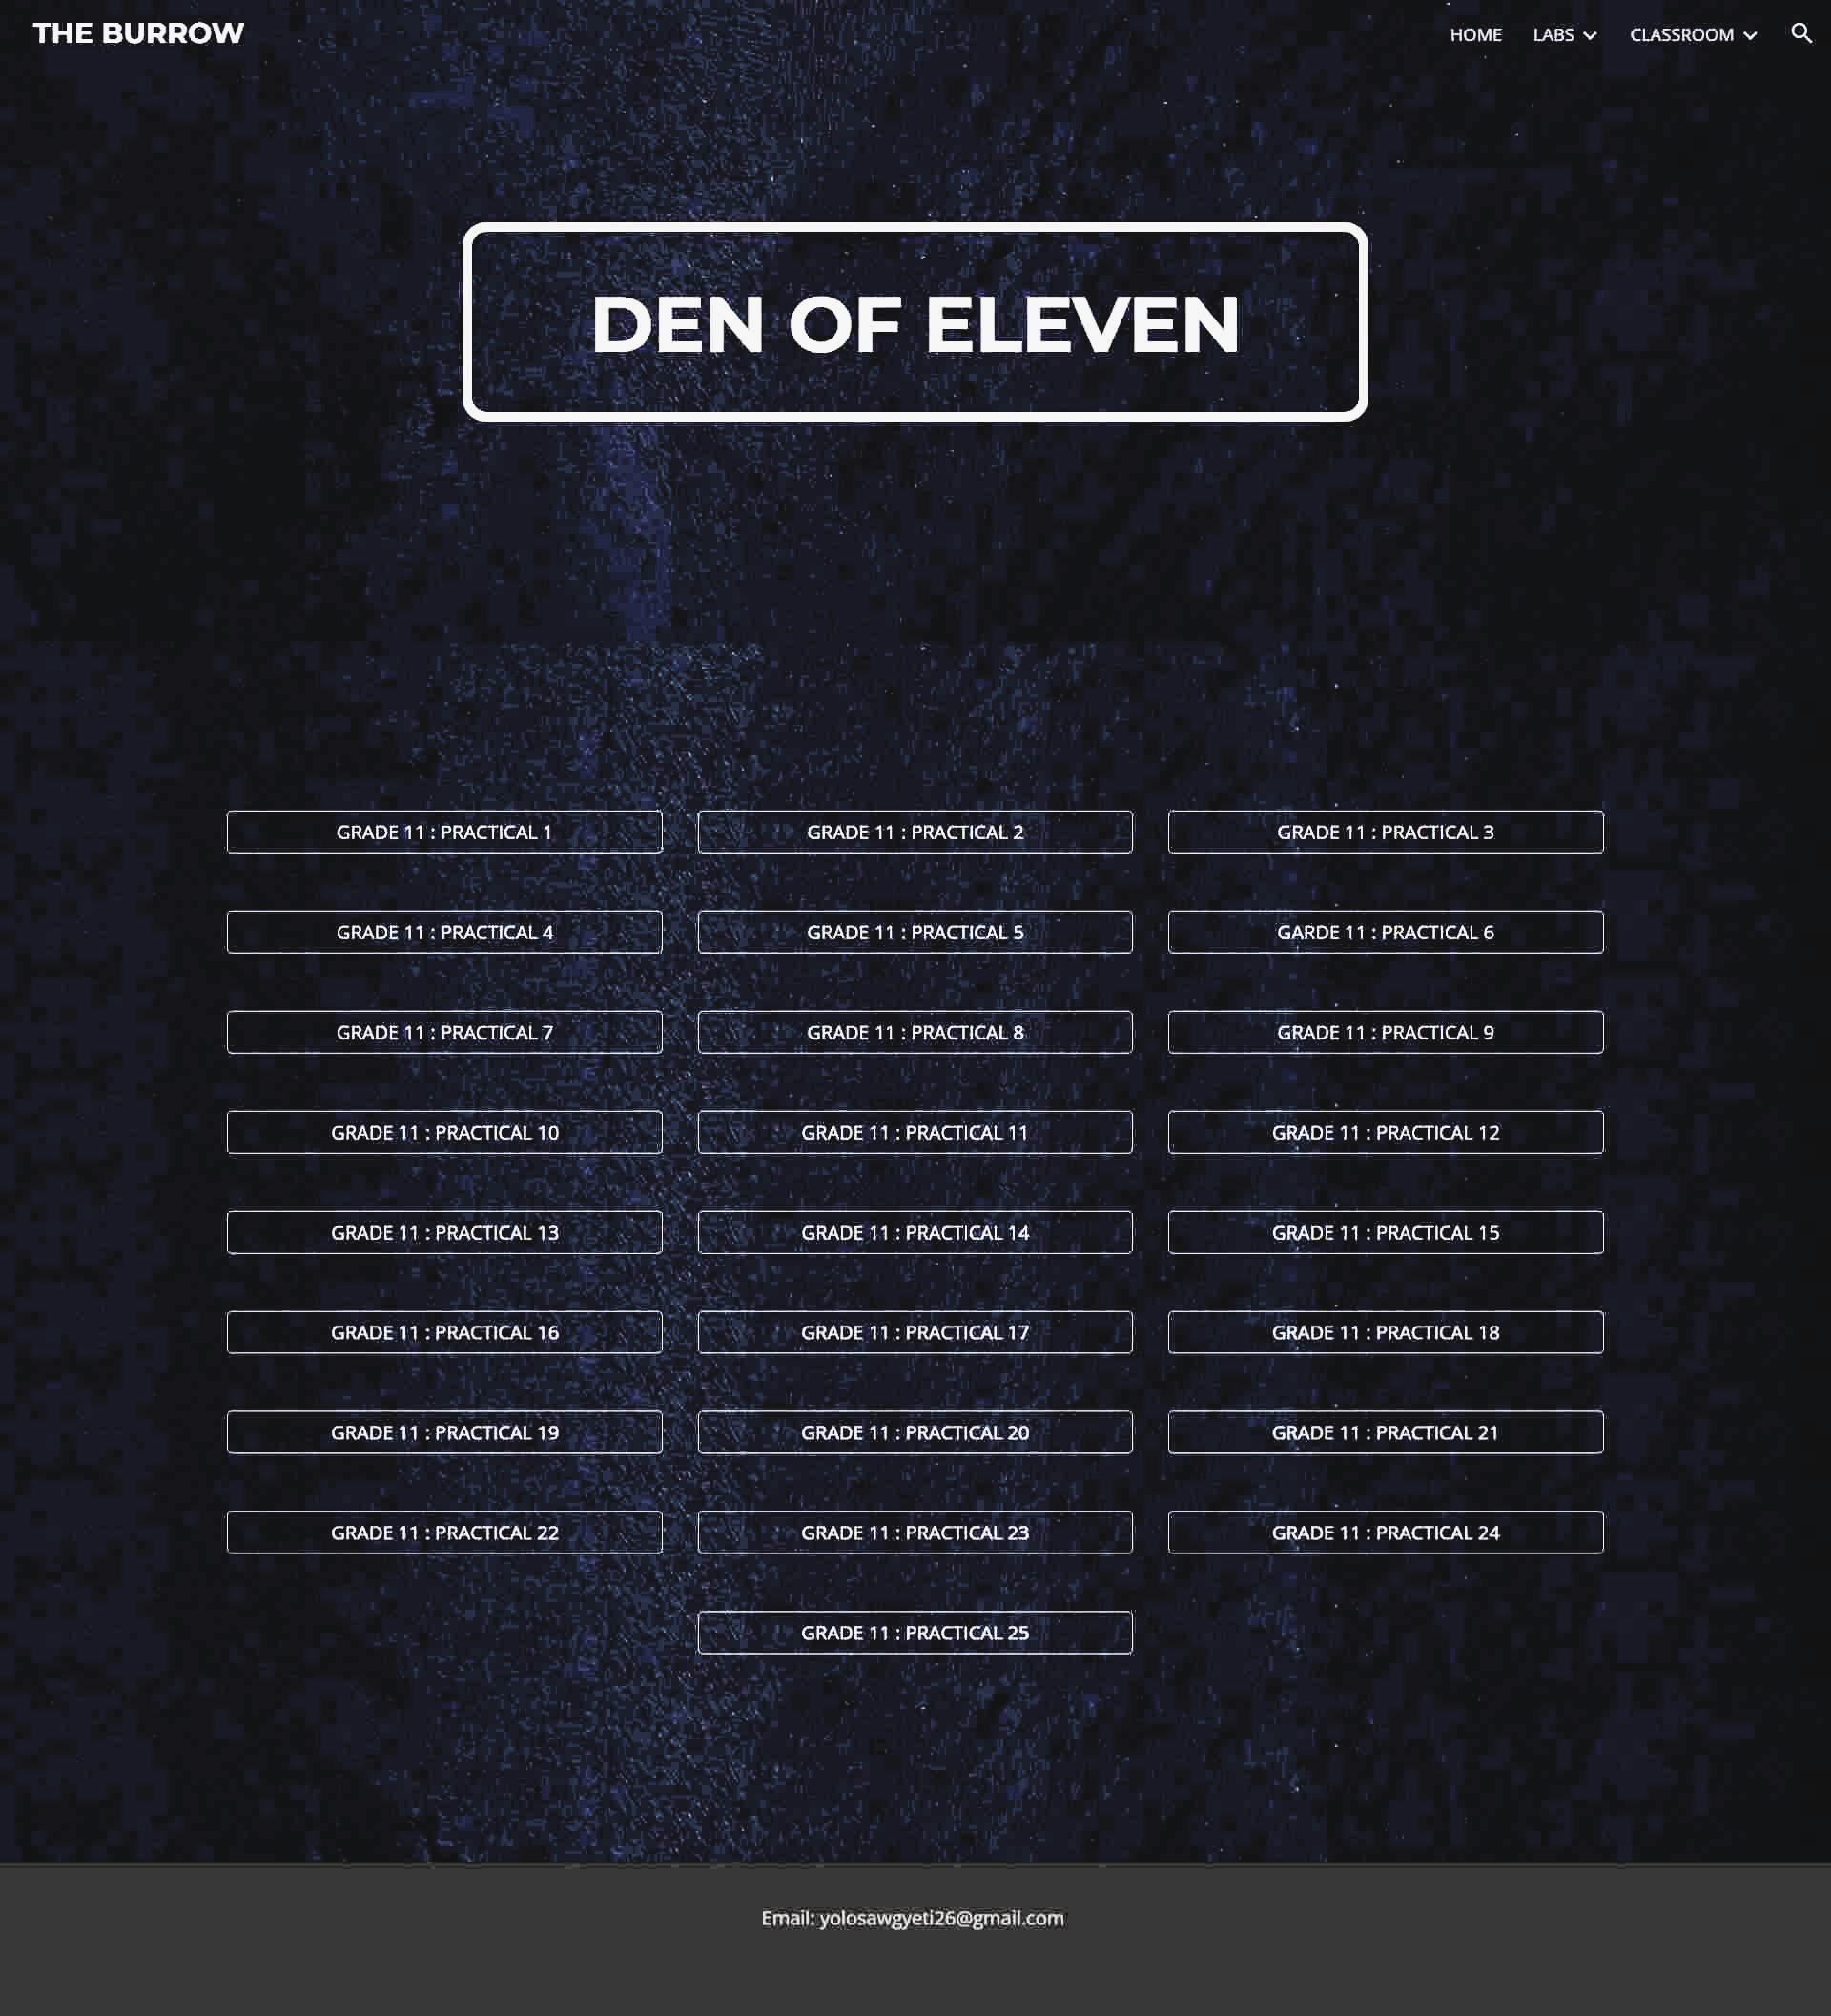 THE BURROW
HOME LABS CLASSROOM
DEN OF ELEVEN
GRADE 11 : PRACTICAL 1
GRADE 11 : PRACTICAL 2
GRADE 11 : PRACTICAL 3
GRADE 11 : PRACTICAL 4
GRADE 11 : PRACTICAL 5
GARDE 11 : PRACTICAL 6
GRADE 11 : PRACTICAL 7
GRADE 11 : PRACTICAL 8
GRADE 11 : PRACTICAL 9
GRADE 11 : PRACTICAL 10
GRADE 11 : PRACTICAL 11
GRADE 11 : PRACTICAL 12
GRADE 11 : PRACTICAL 13
GRADE 11 : PRACTICAL 14
GRADE 11 : PRACTICAL 15
GRADE 11 : PRACTICAL 16
GRADE 11 : PRACTICAL 17
GRADE 11 : PRACTICAL 18
GRADE 11 : PRACTICAL 19
GRADE 11 : PRACTICAL 20
GRADE 11 : PRACTICAL 21
GRADE 11 : PRACTICAL 22
GRADE 11 : PRACTICAL 23
GRADE 11 : PRACTICAL 24
GRADE 11 : PRACTICAL 25
Email: yolosawgyeti26@gmail.com